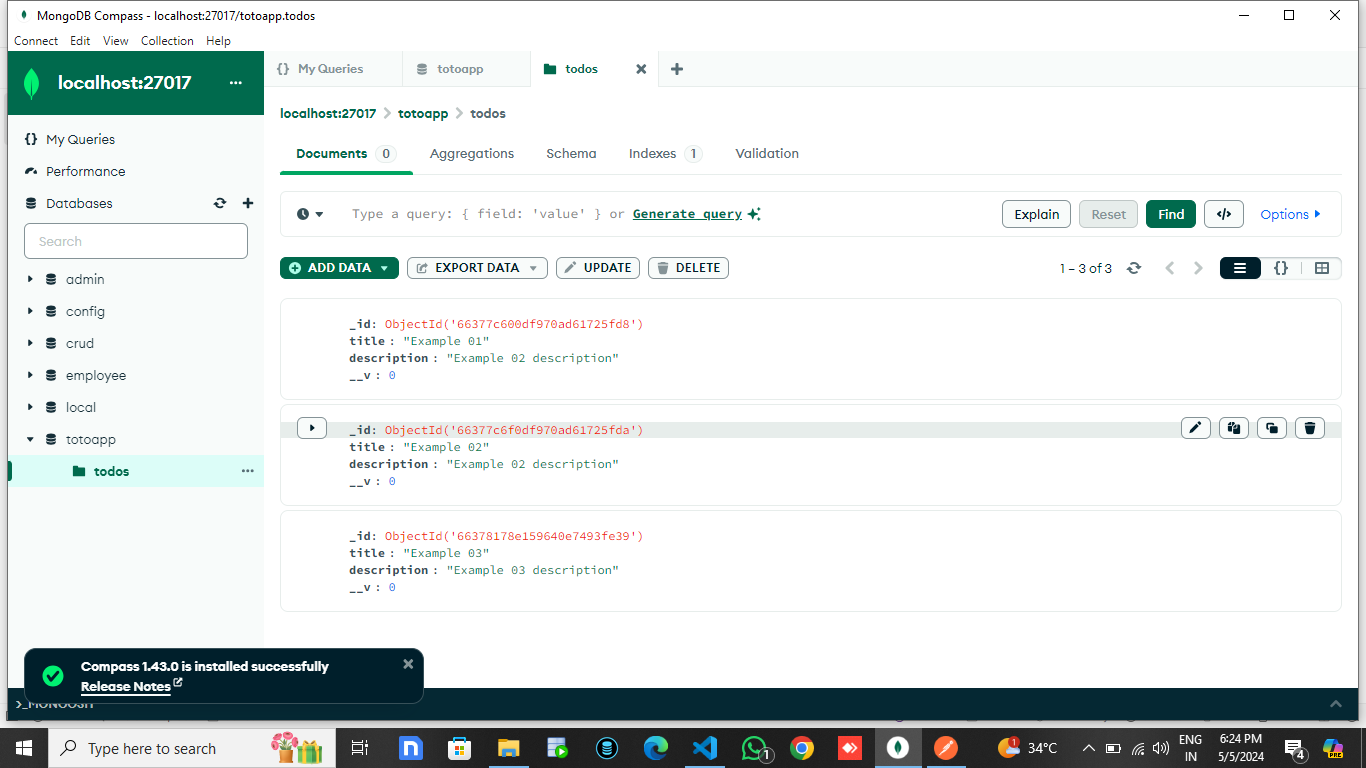 MongoDB Compass - localhost:27017/totoapp.todos
Connect Edit View Collection Help
localhost:27017
My Queries
totoapp
todos
localhost:27017 > totoapp > todos
My Queries
Performance
Databases
Search
admin
config
crud
employee
local
totoapp
todos
Documents 0 Aggregations Schema Indexes 1 Validation
Type a query: { field: 'value' } or Generate query
Explain Reset Find </> Options
ADD DATA EXPORT DATA UPDATE DELETE
1 – 3 of 3
_id: ObjectId('66377c600df970ad61725fd8')
title : "Example 01"
description : "Example 02 description"
__v : 0
_id: ObjectId('66377c6f0df970ad61725fda')
title : "Example 02"
description : "Example 02 description"
__v : 0
_id: ObjectId('66378178e159640e7493fe39')
title : "Example 03"
description : "Example 03 description"
__v : 0
Compass 1.43.0 is installed successfully
Release Notes
>_MONGOSH
Type here to search
1
1
34°C
ENG
IN
6:24 PM
5/5/2024
4
PRE